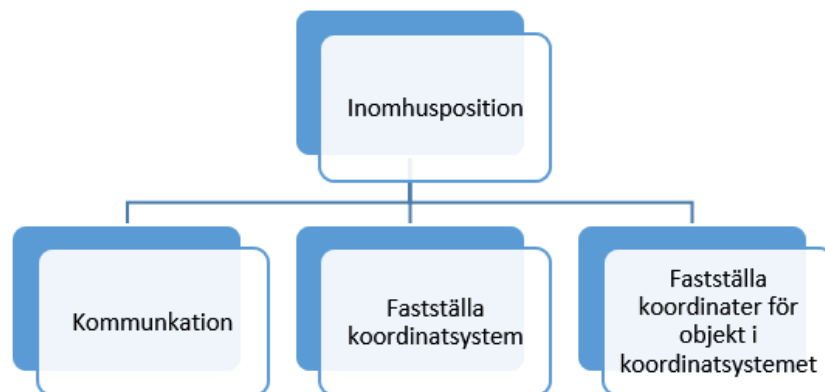 Inomhusposition
Kommunkation
Fastställa
koordinatsystem
Fastställa
koordinater för
objekt i
koordinatsystemet